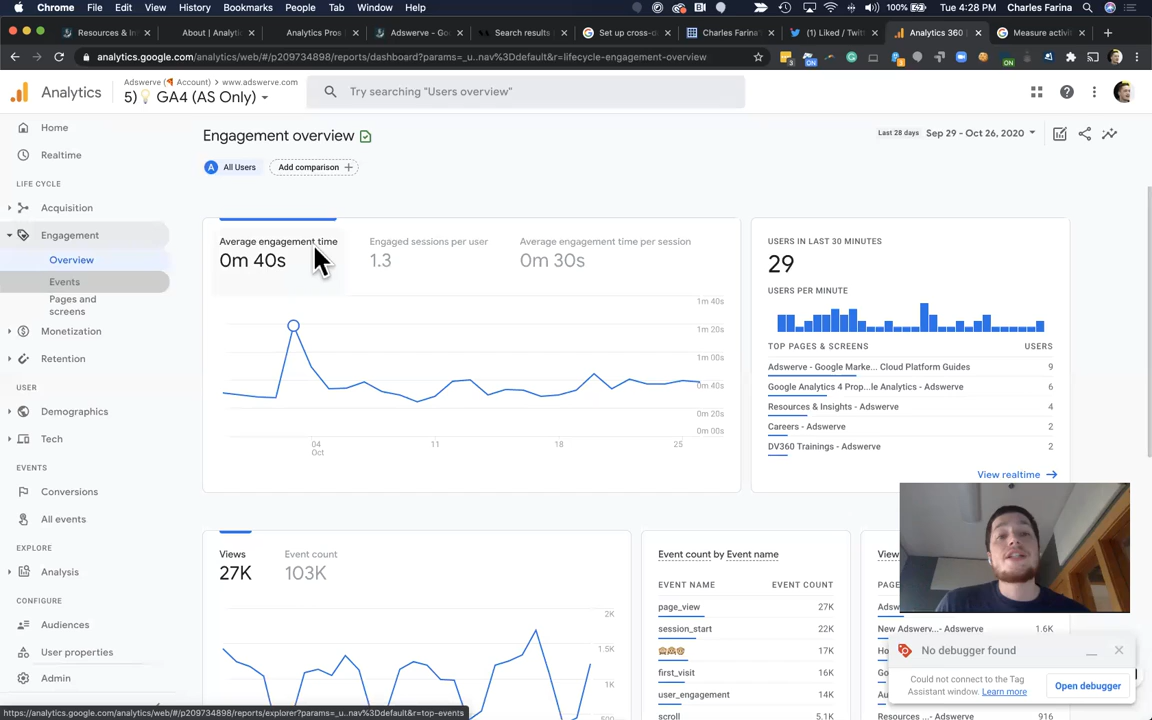 Chrome File Edit View History Bookmarks People Tab Window Help 100% Tue 4:28 PM Charles Farina
Resources & In About | Analytic Analytics Pros Adswerve - Goo Search results Set up cross-do Charles Farina' (1) Liked / Twitt Analytics 360 Measure activi
analytics.google.com/analytics/web/#/p209734898/reports/dashboard?params=_u..nav%3Ddefault&r=lifecycle-engagement-overview
Adswerve ( Account) > www.adswerve.com
Analytics 5) GA4 (AS Only) Try searching "Users overview"
Home
Realtime
LIFE CYCLE
Acquisition
Engagement
Overview
Events
Pages and
screens
Monetization
Retention
USER
Demographics
Tech
EVENTS
Conversions
All events
EXPLORE
Analysis
CONFIGURE
Audiences
User properties
Admin
Engagement overview
Last 28 days Sep 29 - Oct 26, 2020
A All Users Add comparison +
Average engagement time Engaged sessions per user Average engagement time per session
0m 40s 1.3 0m 30s
1m 40s
1m 20s
1m 00s
0m 40s
0m 20s
0m 00s
04 11 18 25
Oct
USERS IN LAST 30 MINUTES
29
USERS PER MINUTE
TOP PAGES & SCREENS USERS
Adswerve - Google Marke... Cloud Platform Guides 9
Google Analytics 4 Prop...le Analytics - Adswerve 6
Resources & Insights - Adswerve 4
Careers - Adswerve 2
DV360 Trainings - Adswerve 2
View realtime
Views Event count
27K 103K
2K
1.5K
1K
500
Event count by Event name
EVENT NAME EVENT COUNT
page_view 27K
session_start 22K
17K
first_visit 16K
user_engagement 14K
scroll 5.1K
View
PAGE
Adsw
New Adswerv...- Adswerve 1.6K
Resources ... - Adswerve 916
No debugger found
Could not connect to the Tag
Assistant window. Learn more
Open debugger
https://analytics.google.com/analytics/web/#/p209734898/reports/explorer?params=_u..nav%3Ddefault&r=top-events